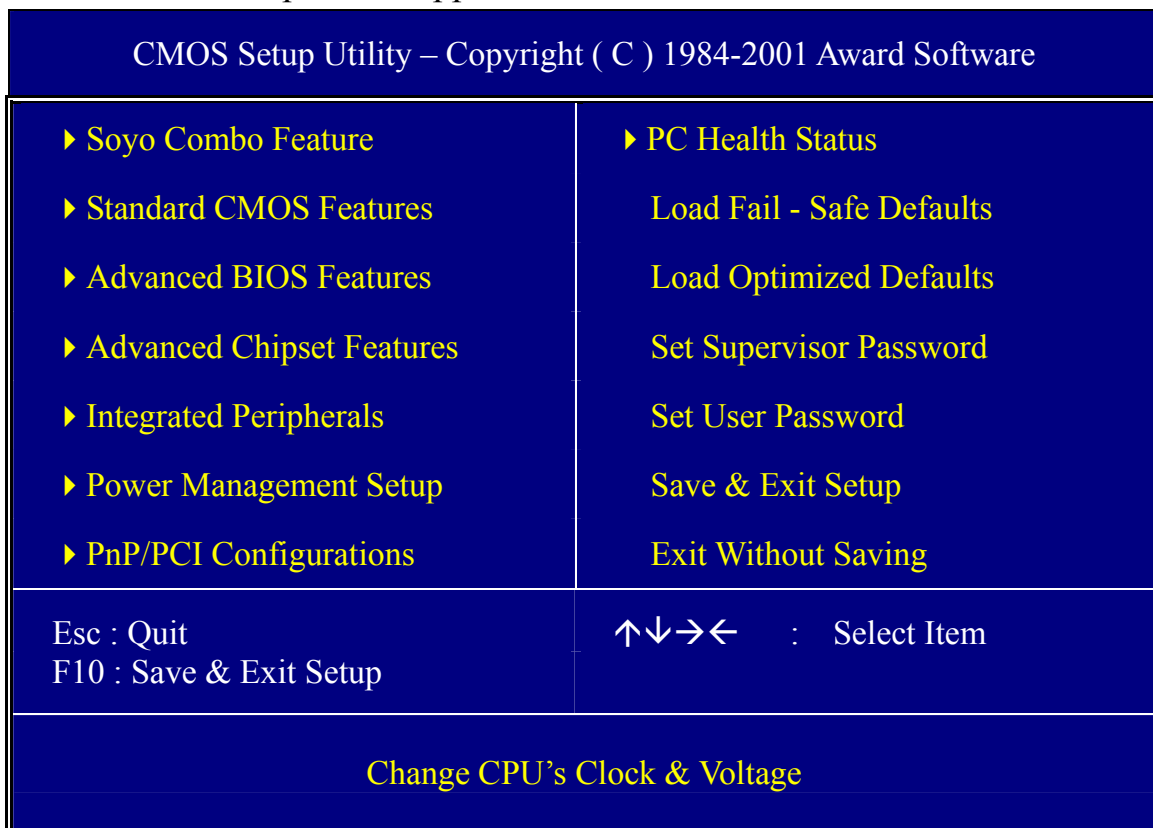 CMOS Setup Utility – Copyright ( C ) 1984-2001 Award Software
Soyo Combo Feature
Standard CMOS Features
Advanced BIOS Features
Advanced Chipset Features
Integrated Peripherals
Power Management Setup
PnP/PCI Configurations
PC Health Status
Load Fail - Safe Defaults
Load Optimized Defaults
Set Supervisor Password
Set User Password
Save & Exit Setup
Exit Without Saving
Esc : Quit
F10 : Save & Exit Setup
↑↓→← : Select Item
Change CPU’s Clock & Voltage